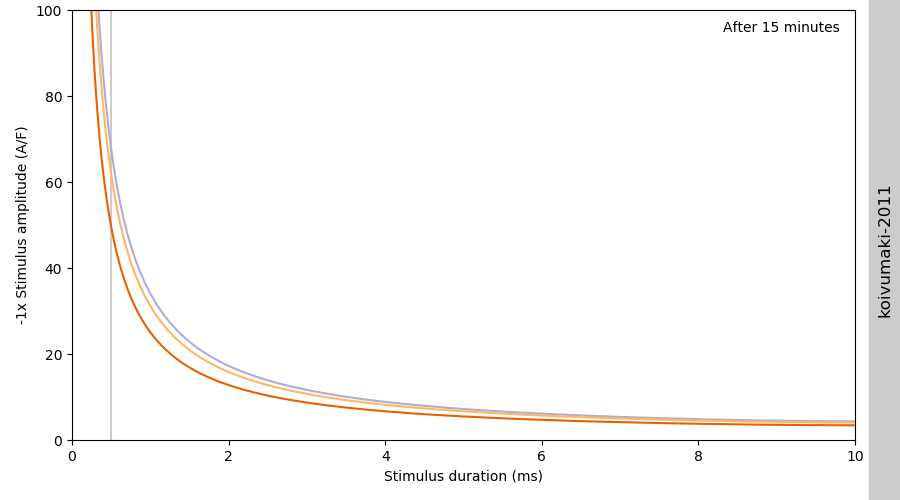 After 15 minutes
100
80
60
40
20
0
-1x Stimulus amplitude (A/F)
0 2 4 6 8 10
Stimulus duration (ms)
koivumaki-2011